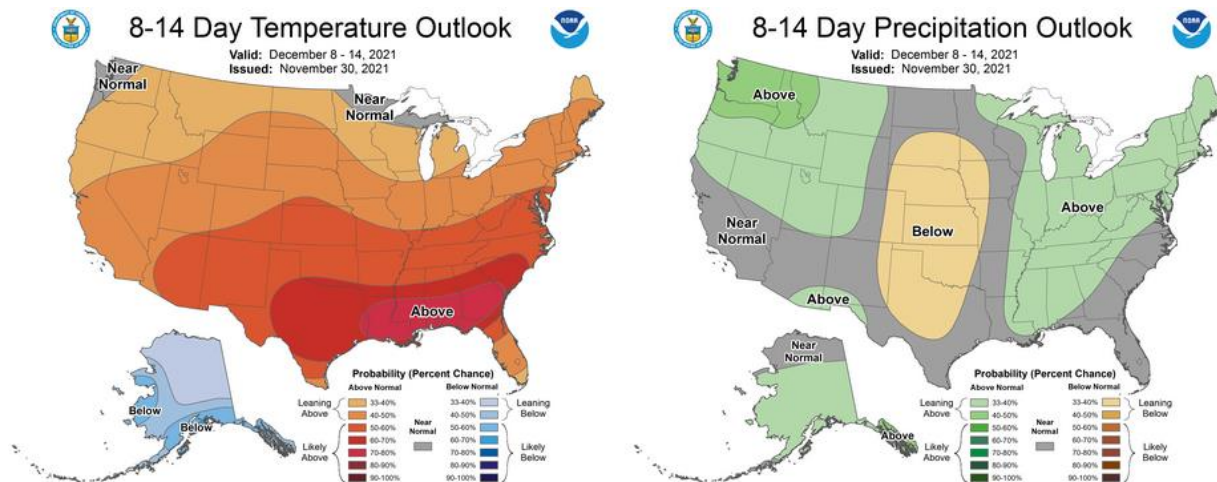 8-14 Day Temperature Outlook
Valid: December 8 - 14, 2021
Issued: November 30, 2021
NOAA
Near
Normal
Near
Normal
Above
Below
Below
Probability (Percent Chance)
Above Normal
Below Normal
Leaning
Above
33-40%
40-50%
50-60%
60-70%
70-80%
80-90%
90-100%
Likely
Above
Near
Normal
33-40%
40-50%
50-60%
60-70%
70-80%
80-90%
90-100%
Leaning
Below
Likely
Below
8-14 Day Precipitation Outlook
Valid: December 8 - 14, 2021
Issued: November 30, 2021
NOAA
Above
Near
Normal
Below
Above
Above
Near
Normal
Above
Probability (Percent Chance)
Above Normal
Below Normal
Leaning
Above
33-40%
40-50%
50-60%
60-70%
70-80%
80-90%
90-100%
Likely
Above
Near
Normal
33-40%
40-50%
50-60%
60-70%
70-80%
80-90%
90-100%
Leaning
Below
Likely
Below